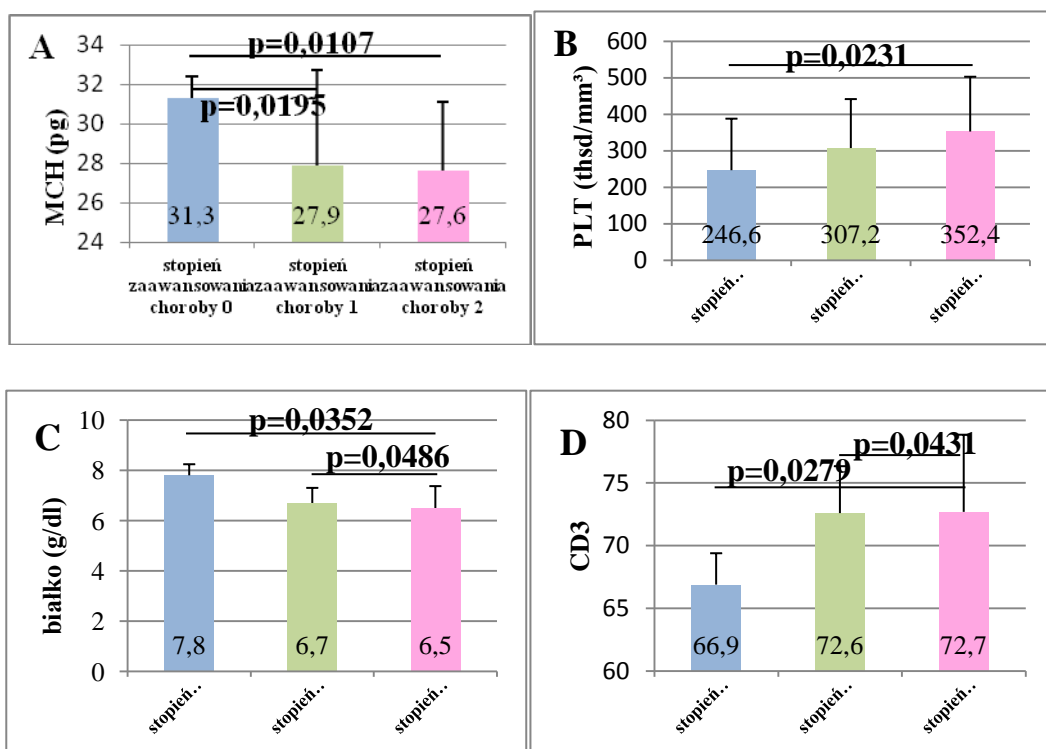 A
MCH (pg)
34
32
30
28
26
24
p=0,0107
p=0,0195
31,3
27,9
27,6
stopień zaawansowania choroby 0
stopień zaawansowania choroby 1
stopień zaawansowania choroby 2
B
PLT (thsd/mm³)
600
500
400
300
200
100
0
p=0,0231
246,6
307,2
352,4
stopień..
stopień..
stopień..
C
białko (g/dl)
10
8
6
4
2
0
p=0,0352
p=0,0486
7,8
6,7
6,5
stopień..
stopień..
stopień..
D
CD3
80
75
70
65
60
p=0,0431
p=0,0279
66,9
72,6
72,7
stopień..
stopień..
stopień..